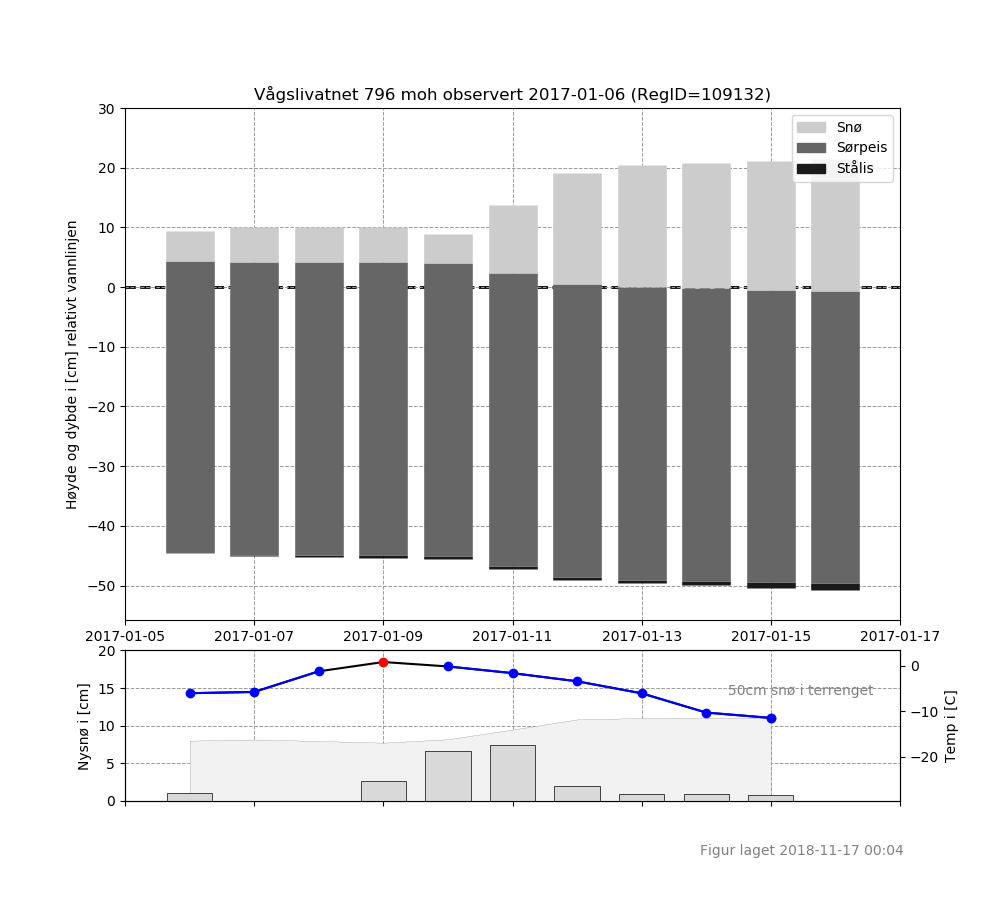 Vågslivatnet 796 moh observert 2017-01-06 (RegID=109132)
30
20
10
0
−10
−20
−30
−40
−50
Høyde og dybde i [cm] relativt vannlinjen
Snø
Sørpeis
Stålis
2017-01-05
2017-01-07
2017-01-09
2017-01-11
2017-01-13
2017-01-15
2017-01-17
20
15
10
5
0
Nysnø i [cm]
50cm snø i terrenget
0
−10
−20
Temp i [C]
Figur laget 2018-11-17 00:04